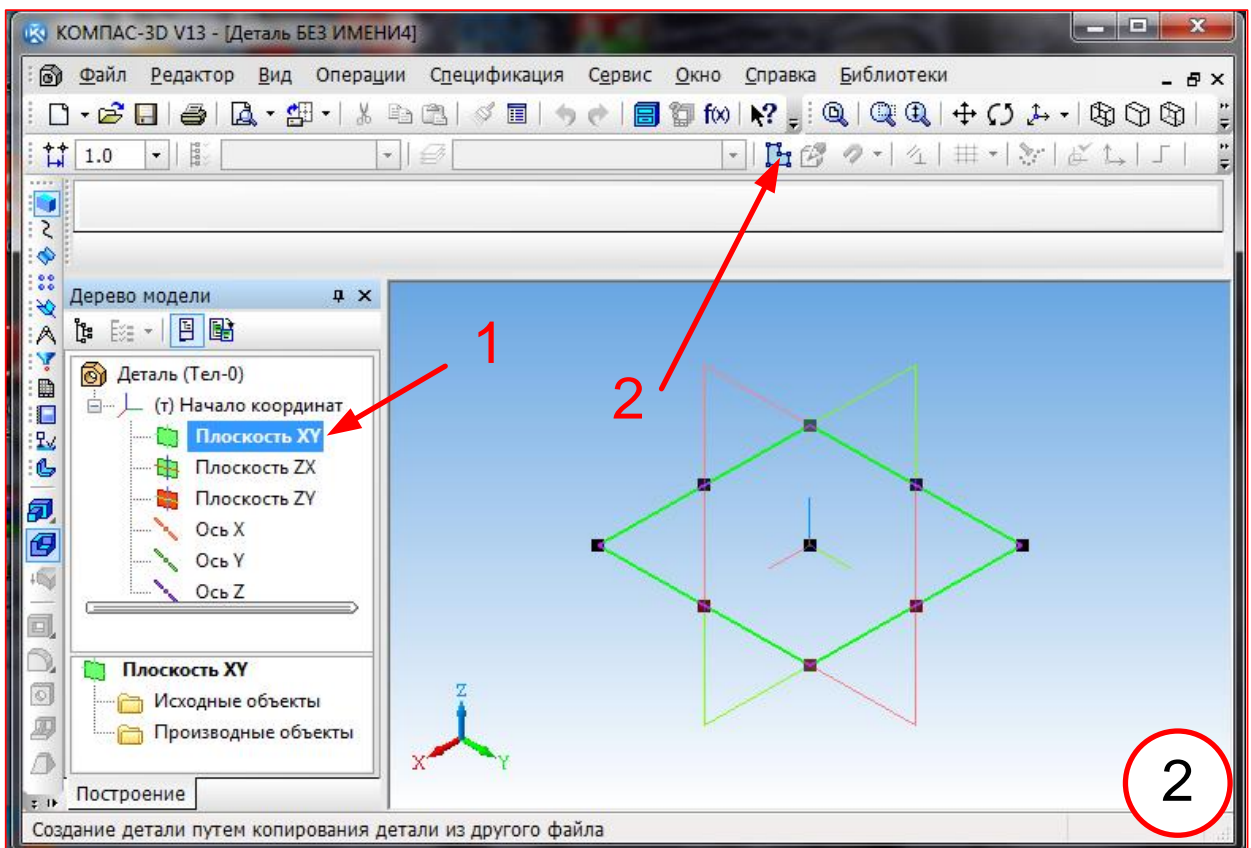 КОМПАС-3D V13 - [Деталь БЕЗ ИМЕНИ4]
Файл Редактор Вид Операции Спецификация Сервис Окно Справка Библиотеки
f(x)
1.0
Дерево модели
1
2
Деталь (Тел-0)
(т) Начало координат
Плоскость XY
Плоскость ZX
Плоскость ZY
Ось X
Ось Y
Ось Z
Плоскость XY
Исходные объекты
Производные объекты
Z
X
Y
2
Построение
Создание детали путем копирования детали из другого файла